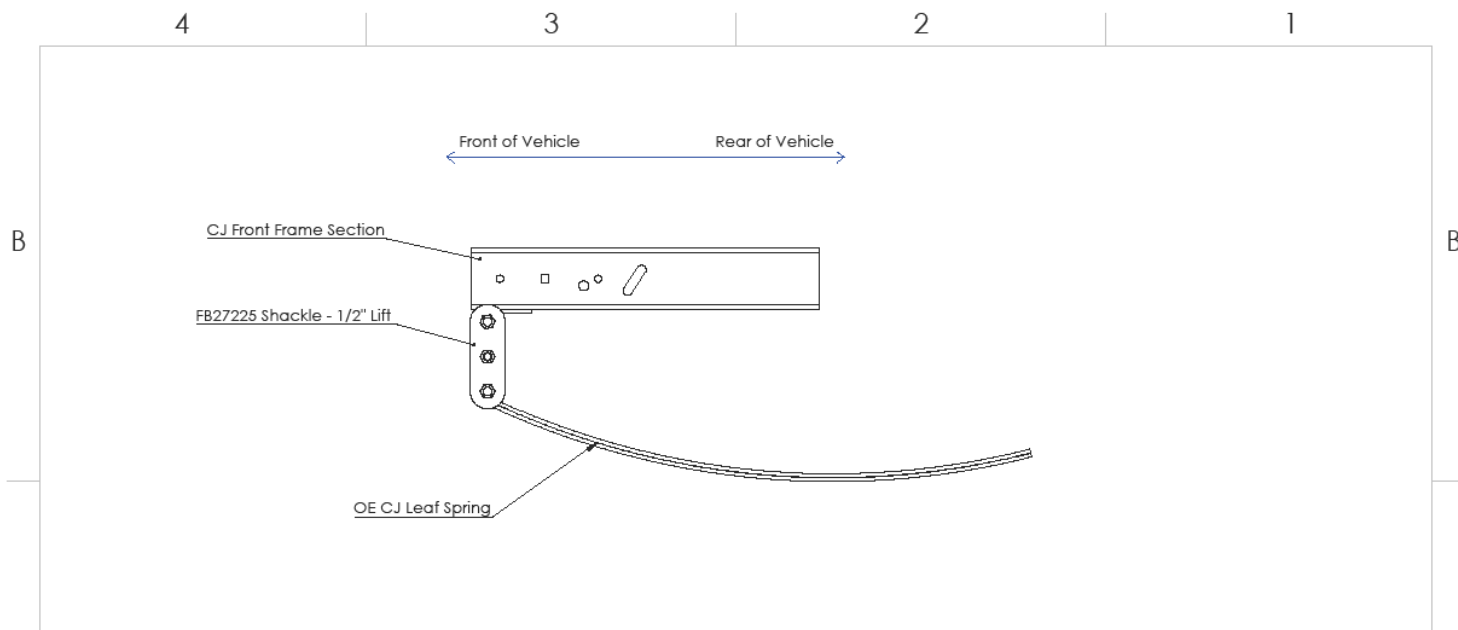 4 3 2 1
Front of Vehicle Rear of Vehicle
CJ Front Frame Section
B B
FB27225 Shackle - 1/2" Lift
OE CJ Leaf Spring